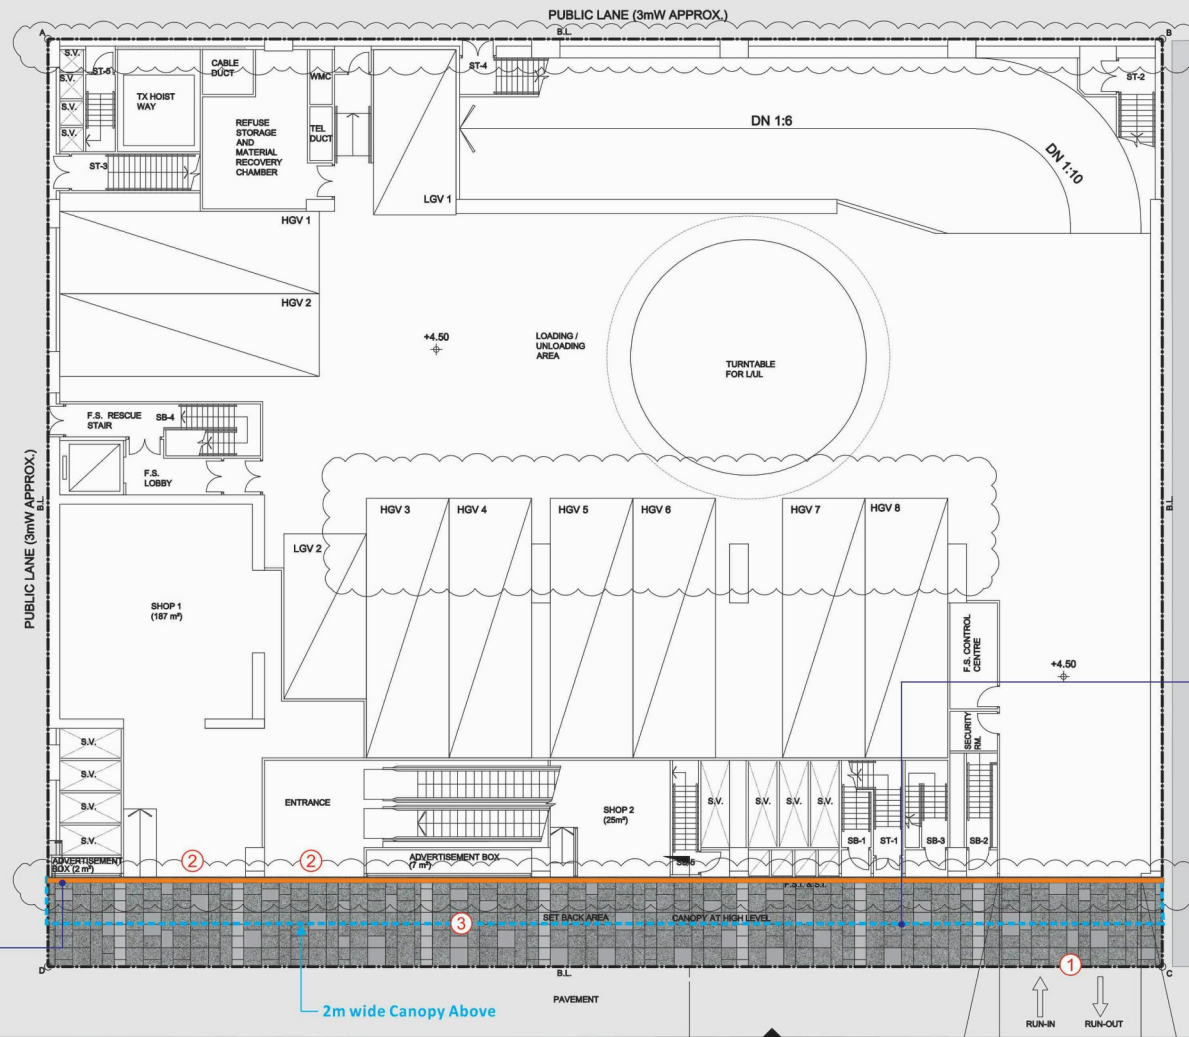 PUBLIC LANE (3mW APPROX.)
A
B.L.
B
S.V.
ST-5
S.V.
S.V.
S.V.
TX HOIST
WAY
CABLE
DUCT
WMC
TEL
DUCT
REFUSE
STORAGE
AND
MATERIAL
RECOVERY
CHAMBER
ST-4
ST-2
DN 1:6
DN 1:10
ST-3
LGV 1
HGV 1
HGV 2
+4.50
LOADING /
UNLOADING
AREA
TURNTABLE
FOR L/UL
F.S. RESCUE
STAIR
SB-4
F.S.
LOBBY
PUBLIC LANE (3mW APPROX.)
B.L.
B.L.
HGV 3
HGV 4
HGV 5
HGV 6
HGV 7
HGV 8
LGV 2
SHOP 1
(187 m²)
F.S. CONTROL
CENTRE
+4.50
SECURITY
RM.
S.V.
S.V.
S.V.
S.V.
ENTRANCE
SHOP 2
(25m²)
S.V.
S.V.
S.V.
S.V.
SB-1
ST-1
SB-3
SB-2
SB-5
ADVERTISEMENT
BOX (2 m²)
2
2
ADVERTISEMENT BOX
(7 m²)
F.S.I. & S.I.
3
SET BACK AREA
CANOPY AT HIGH LEVEL
1
D
B.L.
C
2m wide Canopy Above
PAVEMENT
RUN-IN
RUN-OUT